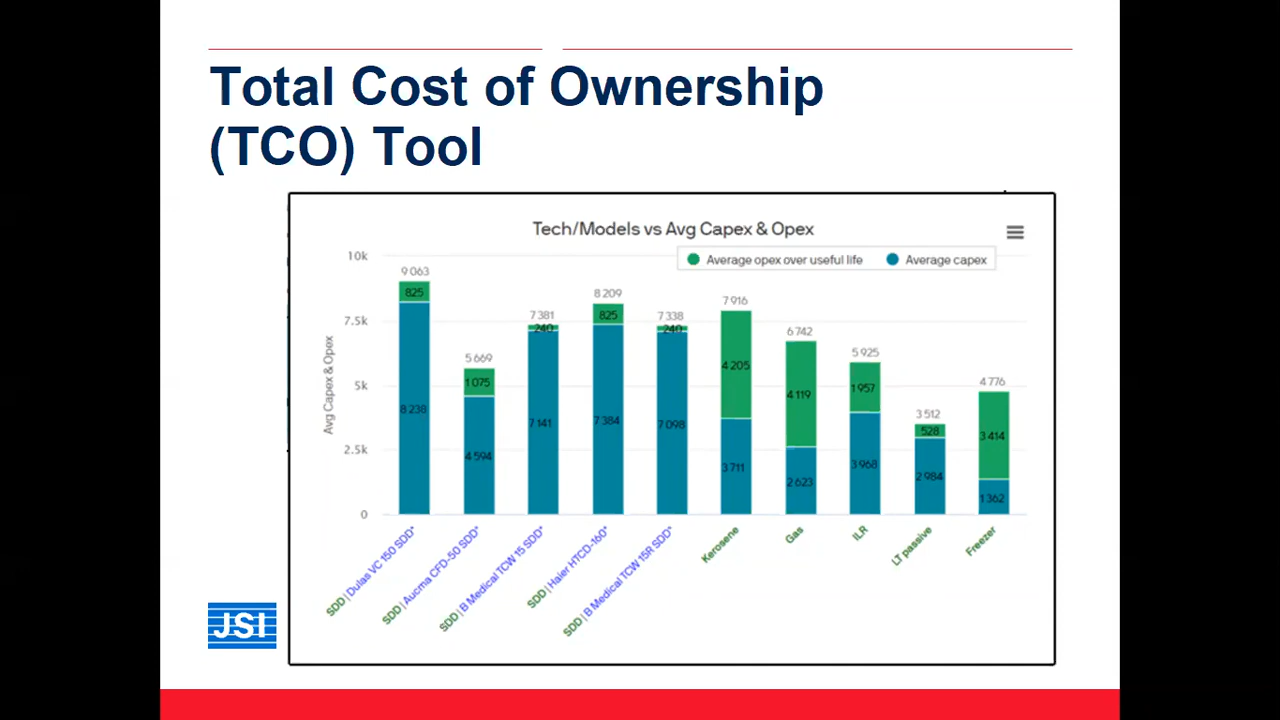 Total Cost of Ownership
(TCO) Tool
Tech/Models vs Avg Capex & Opex
Average opex over useful life
Average capex
Avg Capex & Opex
10k
7.5k
5k
2.5k
0
9 063
825
8 238
5 669
1 075
4 594
7 381
240
7 141
8 209
825
7 384
7 338
240
7 098
7 916
4 205
3 711
6 742
4 119
2 623
5 925
1 957
3 968
3 512
528
2 984
4 776
3 414
1 362
SDD | Dulas VC 150 SDD*
SDD | Aucma CFD-50 SDD*
SDD | B Medical TCW 15 SDD*
SDD | Haier HTCD-160*
SDD | B Medical TCW 15R SDD*
Kerosene
Gas
ILR
LT passive
Freezer
JSI